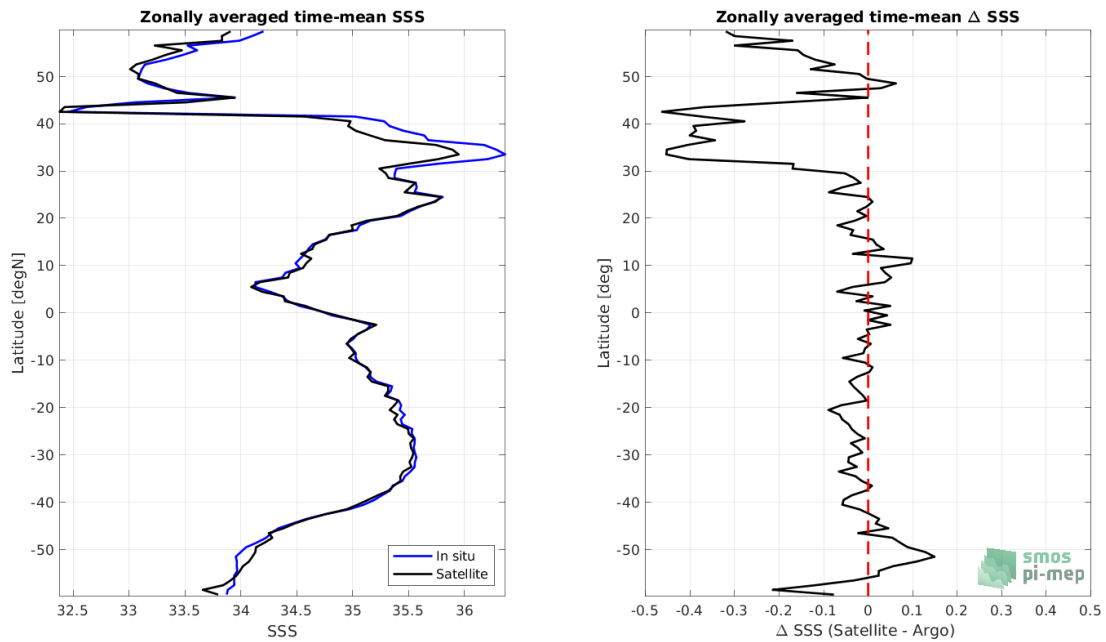 Zonally averaged time-mean SSS
50
40
30
20
10
0
-10
-20
-30
-40
-50
Latitude [degN]
32.5 33 33.5 34 34.5 35 35.5 36
SSS
In situ
Satellite
Zonally averaged time-mean Δ SSS
50
40
30
20
10
0
-10
-20
-30
-40
-50
Latitude [deg]
-0.5 -0.4 -0.3 -0.2 -0.1 0 0.1 0.2 0.3 0.4 0.5
Δ SSS (Satellite - Argo)
smos
pi-mep